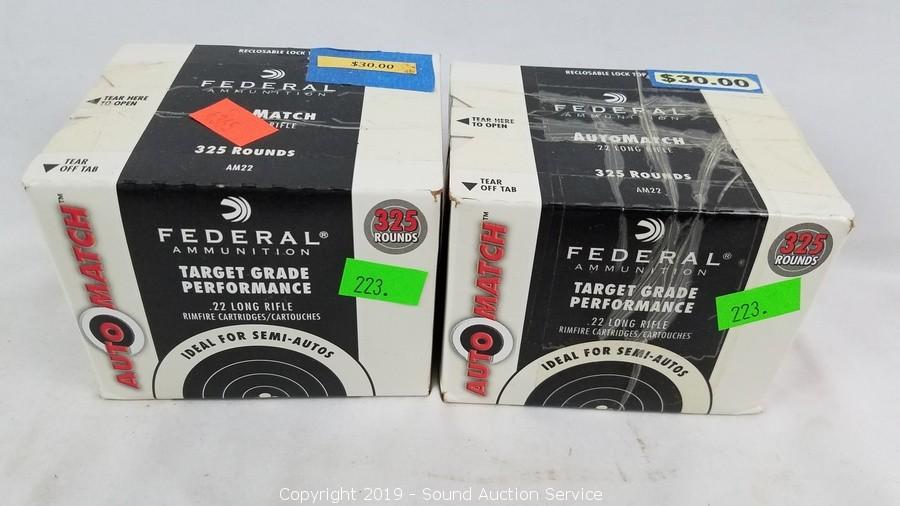 RECLOSABLE LOCK
$30.00
FEDERAL
AMMUNITION
TEAR HERE
TO OPEN
MATCH
RIFLE
325 ROUNDS
AM22
TEAR
OFF TAB
FEDERAL®
AMMUNITION
TARGET GRADE
PERFORMANCE
.22 LONG RIFLE
RIMFIRE CARTRIDGES/CARTOUCHES
IDEAL FOR SEMI-AUTOS
AUTO MATCH™
325
ROUNDS
223.
RECLOSABLE LOCK TOP
$30.00
FEDERAL
AMMUNITION
TEAR HERE
TO OPEN
AUTOMATCH
.22 LONG RIFLE
325 ROUNDS
AM22
TEAR
OFF TAB
FEDERAL®
AMMUNITION
TARGET GRADE
PERFORMANCE
.22 LONG RIFLE
RIMFIRE CARTRIDGES/CARTOUCHES
IDEAL FOR SEMI-AUTOS
AUTO MATCH™
325
ROUNDS
223.
Copyright 2019 - Sound Auction Service